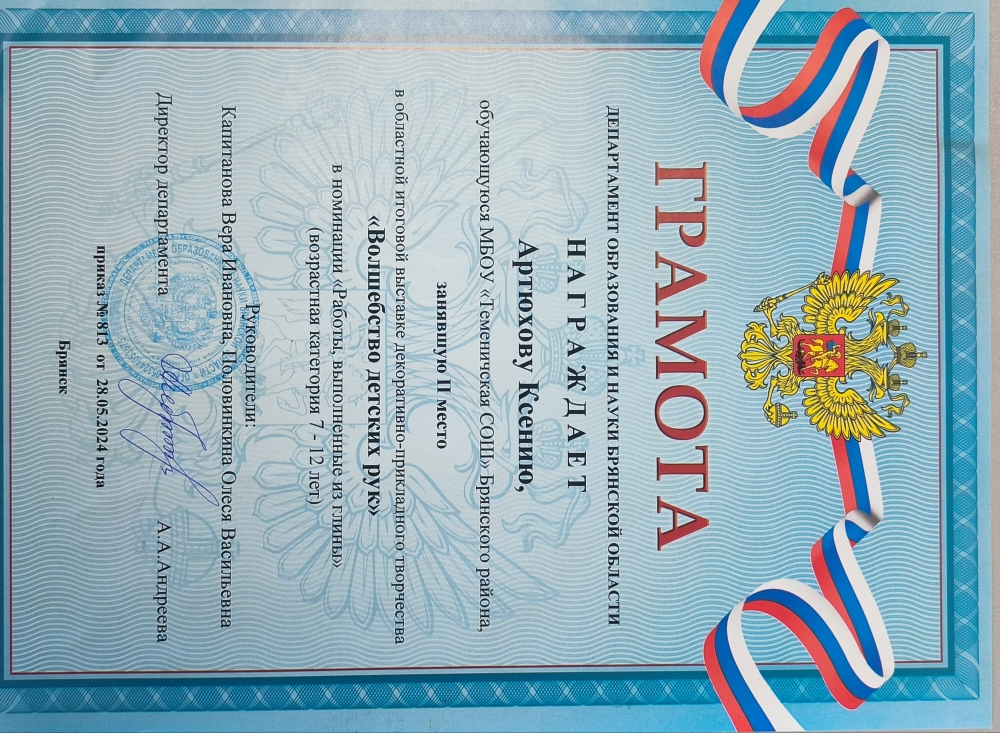 ГРАМОТА
ДЕПАРТАМЕНТ ОБРАЗОВАНИЯ И НАУКИ БРЯНСКОЙ ОБЛАСТИ
НАГРАЖДАЕТ
Артюхову Ксению,
обучающуюся МБОУ «Теменичская СОШ» Брянского района,
занявшую II место
в областной итоговой выставке декоративно-прикладного творчества
«Волшебство детских рук»
в номинации «Работы, выполненные из глины»
(возрастная категория 7 - 12 лет)
Руководители:
Капитанова Вера Ивановна, Половинкина Олеся Васильевна
Директор департамента А.А.Андреева
приказ № 813 от 28.05.2024 года
Брянск